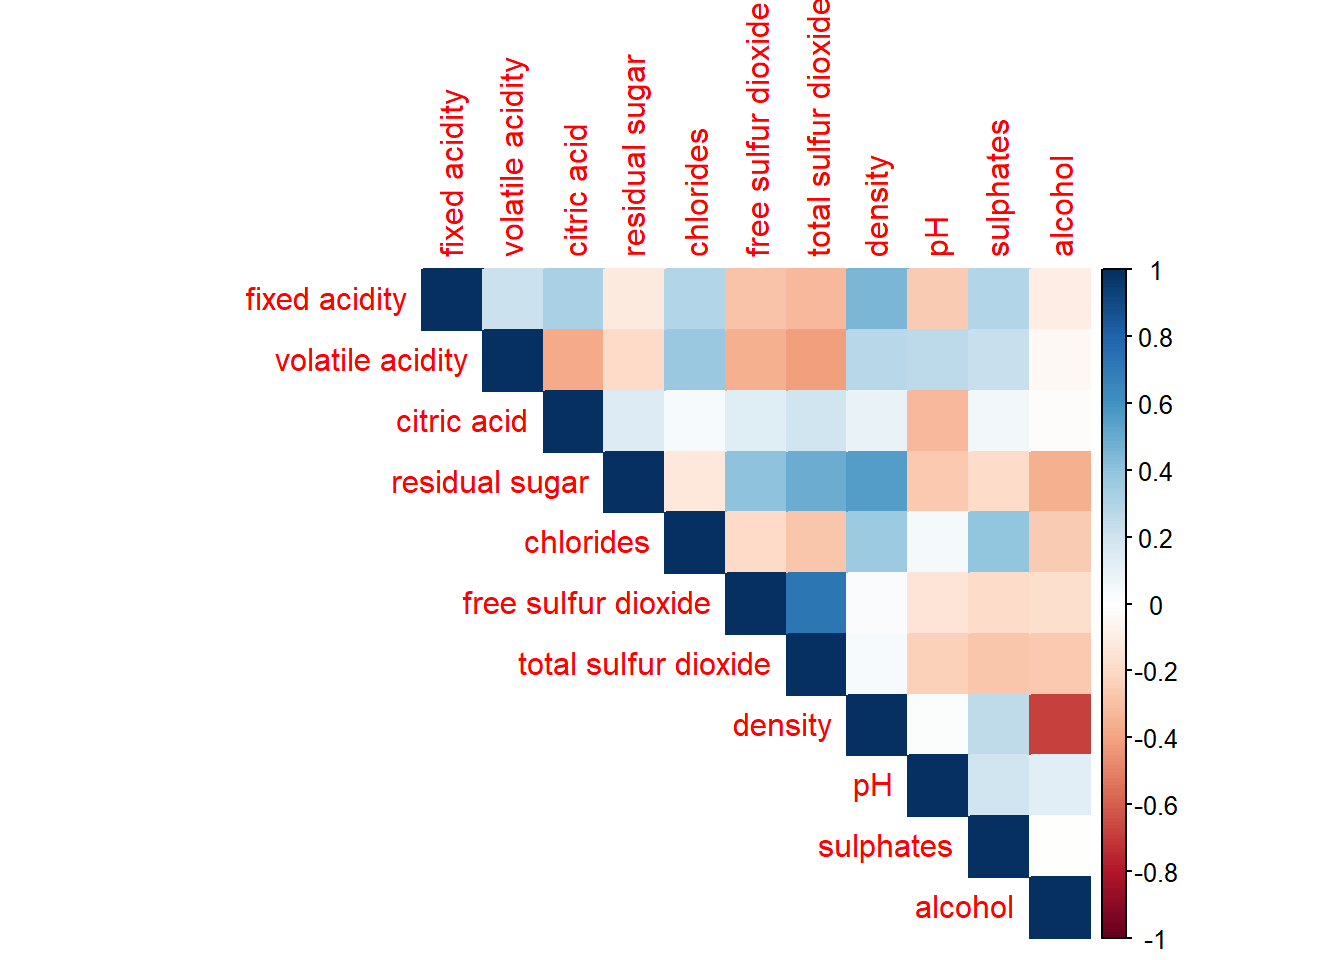 fixed acidity
volatile acidity
citric acid
residual sugar
chlorides
free sulfur dioxide
total sulfur dioxide
density
pH
sulphates
alcohol
fixed acidity
volatile acidity
citric acid
residual sugar
chlorides
free sulfur dioxide
total sulfur dioxide
density
pH
sulphates
alcohol
1
0.8
0.6
0.4
0.2
0
-0.2
-0.4
-0.6
-0.8
-1